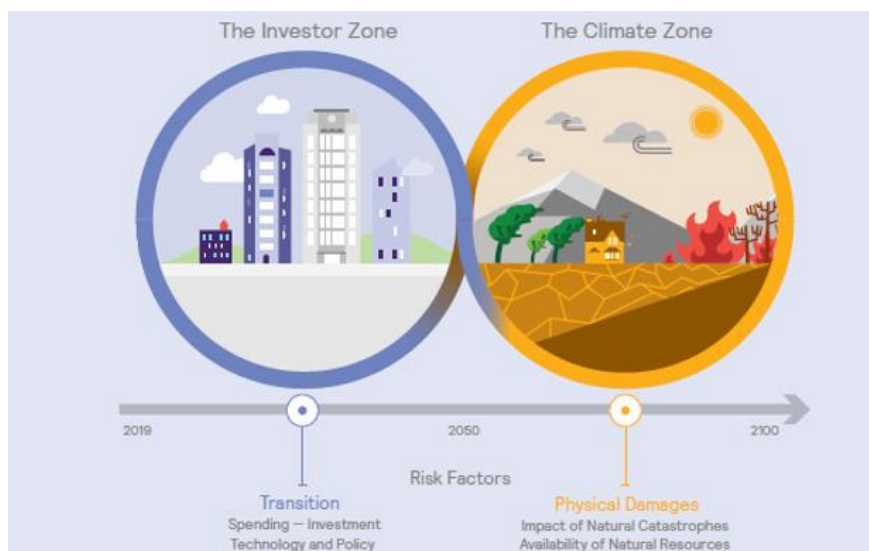 The Investor Zone
The Climate Zone
2019
2050
2100
Risk Factors
Transition
Spending — Investment
Technology and Policy
Physical Damages
Impact of Natural Catastrophes
Availability of Natural Resources